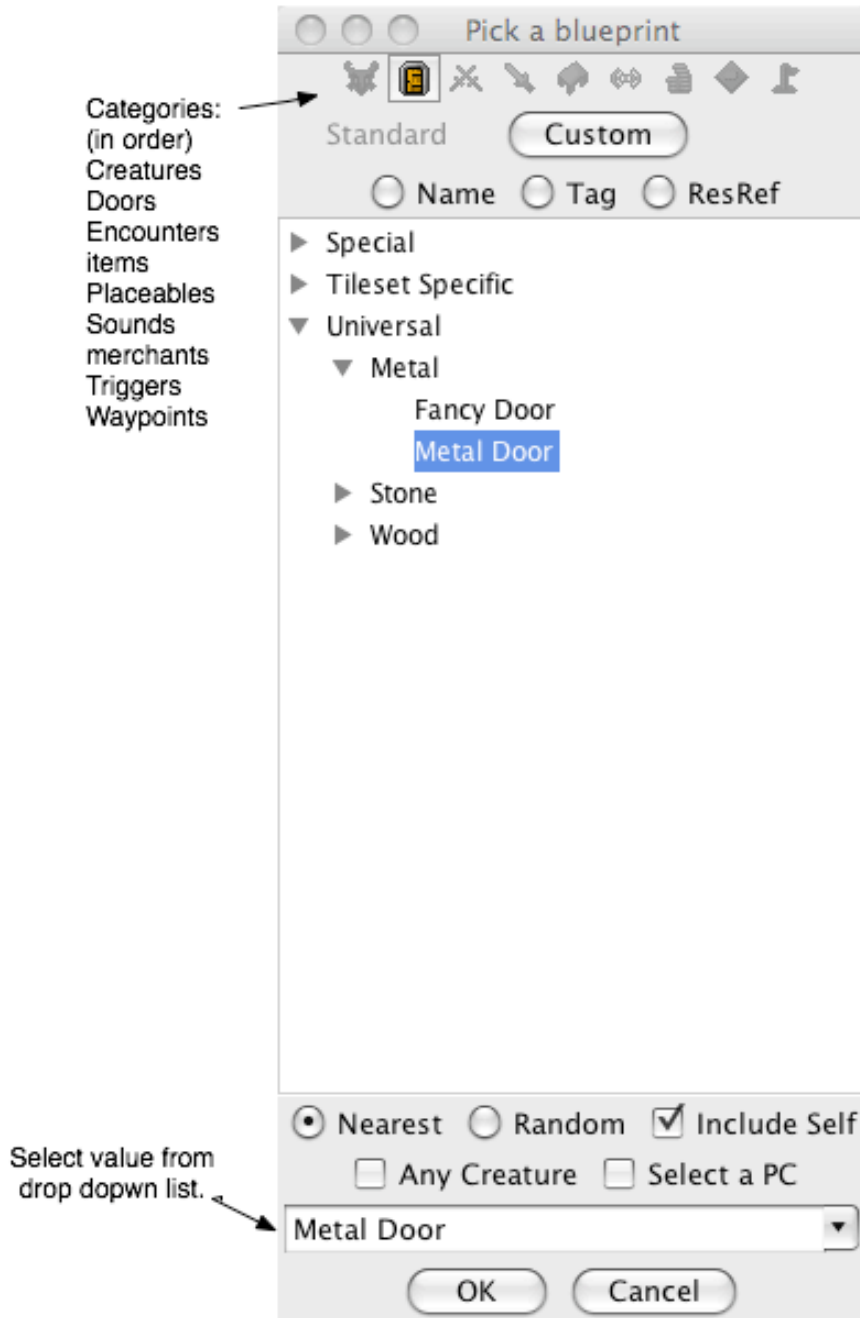 Pick a blueprint
Categories:
(in order)
Creatures
Doors
Encounters
items
Placeables
Sounds
merchants
Triggers
Waypoints
Standard Custom
Name Tag ResRef
Special
Tileset Specific
Universal
Metal
Fancy Door
Metal Door
Stone
Wood
Nearest Random Include Self
Any Creature Select a PC
Select value from
drop dopwn list.
Metal Door
OK Cancel